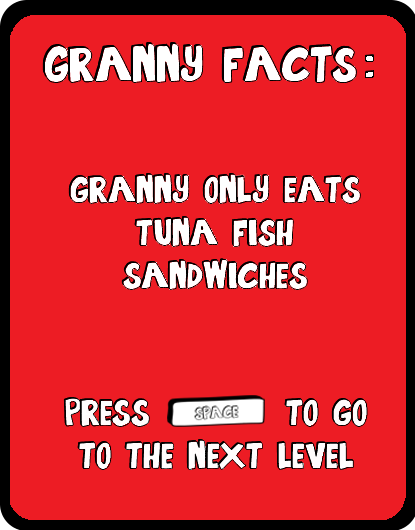 GRANNY FACTS:
GRANNY ONLY EATS
TUNA FISH
SANDWICHES
PRESS SPACE TO GO
TO THE NEXT LEVEL